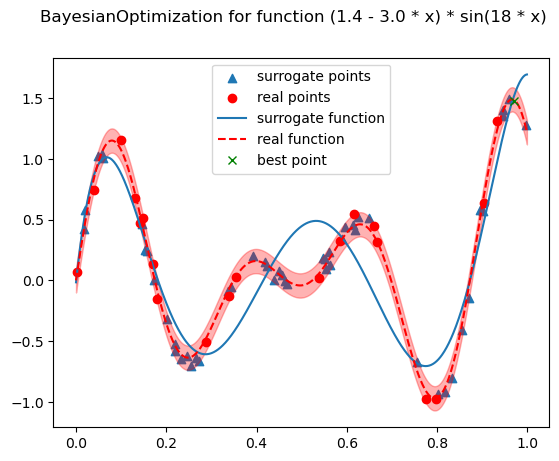 BayesianOptimization for function (1.4 - 3.0 * x) * sin(18 * x)
surrogate points
real points
surrogate function
real function
best point
1.5
1.0
0.5
0.0
−0.5
−1.0
0.0 0.2 0.4 0.6 0.8 1.0